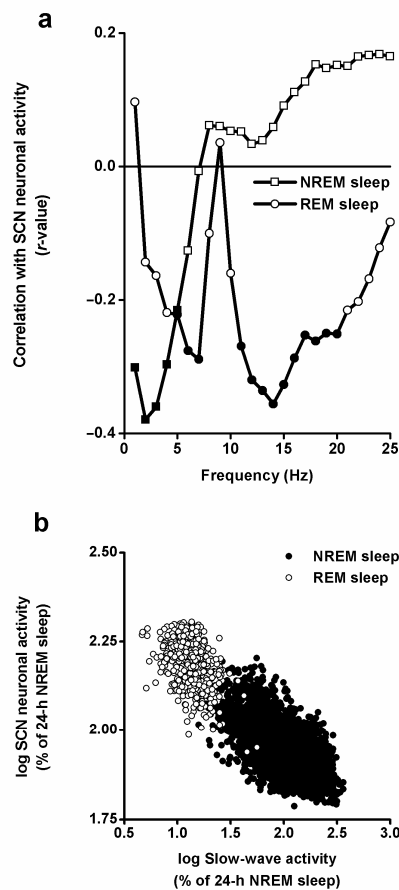 a
Correlation with SCN neuronal activity
(r-value)
0.2
0.0
−0.2
−0.4
NREM sleep
REM sleep
0 5 10 15 20 25
Frequency (Hz)
b
log SCN neuronal activity
(% of 24-h NREM sleep)
2.50
2.25
2.00
1.75
NREM sleep
REM sleep
0.5 1.0 1.5 2.0 2.5 3.0
log Slow-wave activity
(% of 24-h NREM sleep)